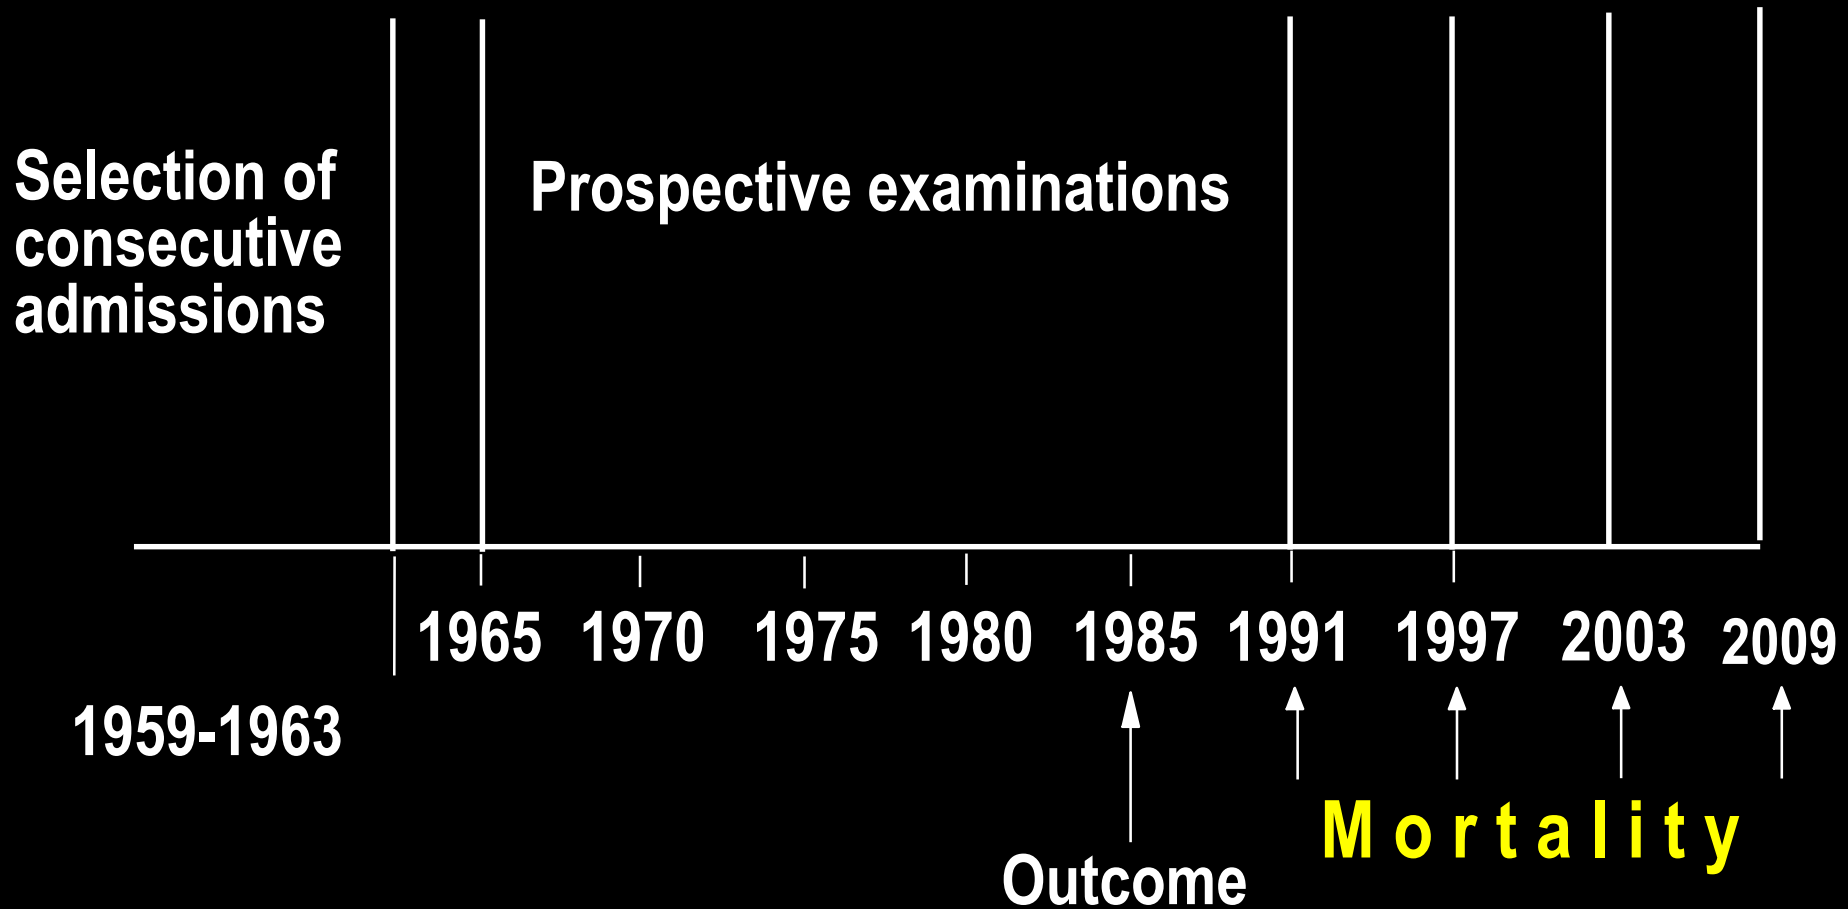 Selection of
consecutive
admissions
Prospective examinations
1965 1970 1975 1980 1985 1991 1997 2003 2009
1959-1963
Mortality
Outcome